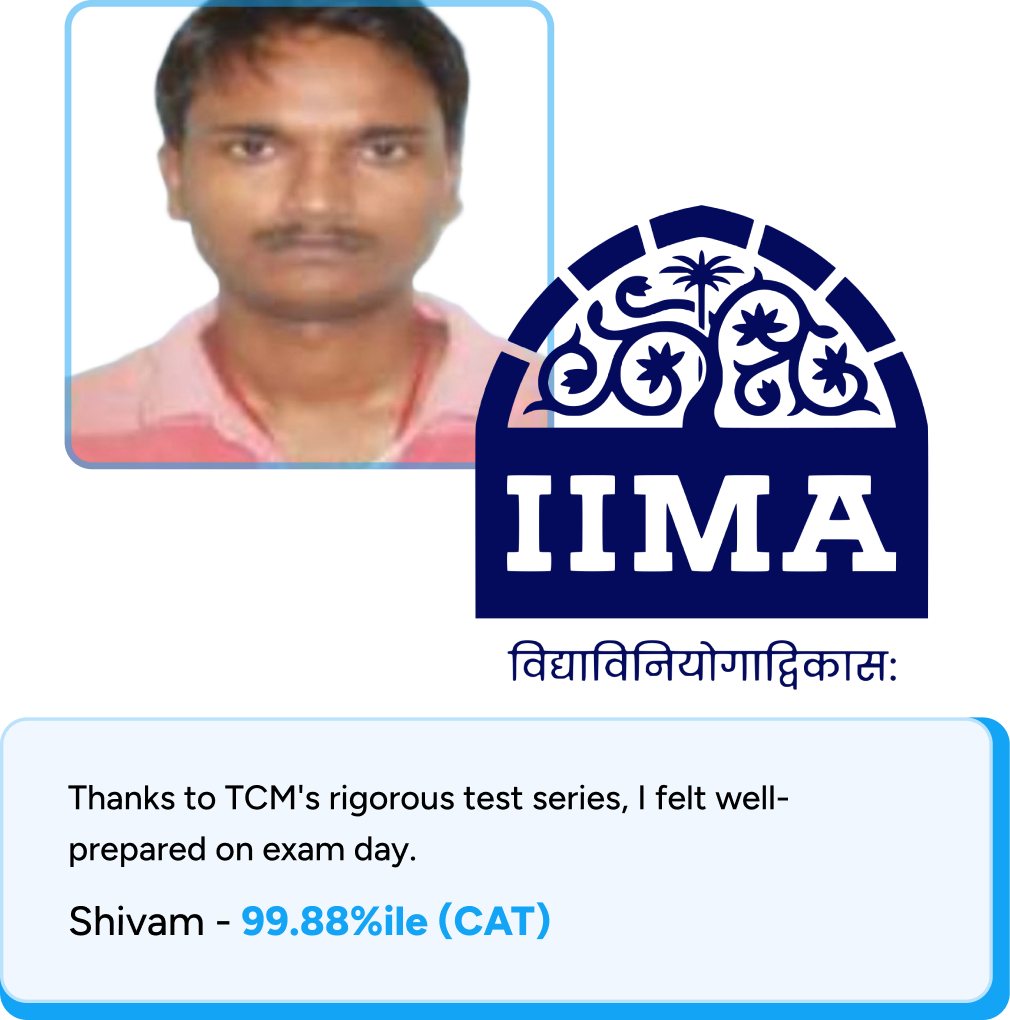 IIMA
विद्याविनियोगाद्विकास:
Thanks to TCM's rigorous test series, I felt well-
prepared on exam day.
Shivam - 99.88%ile (CAT)